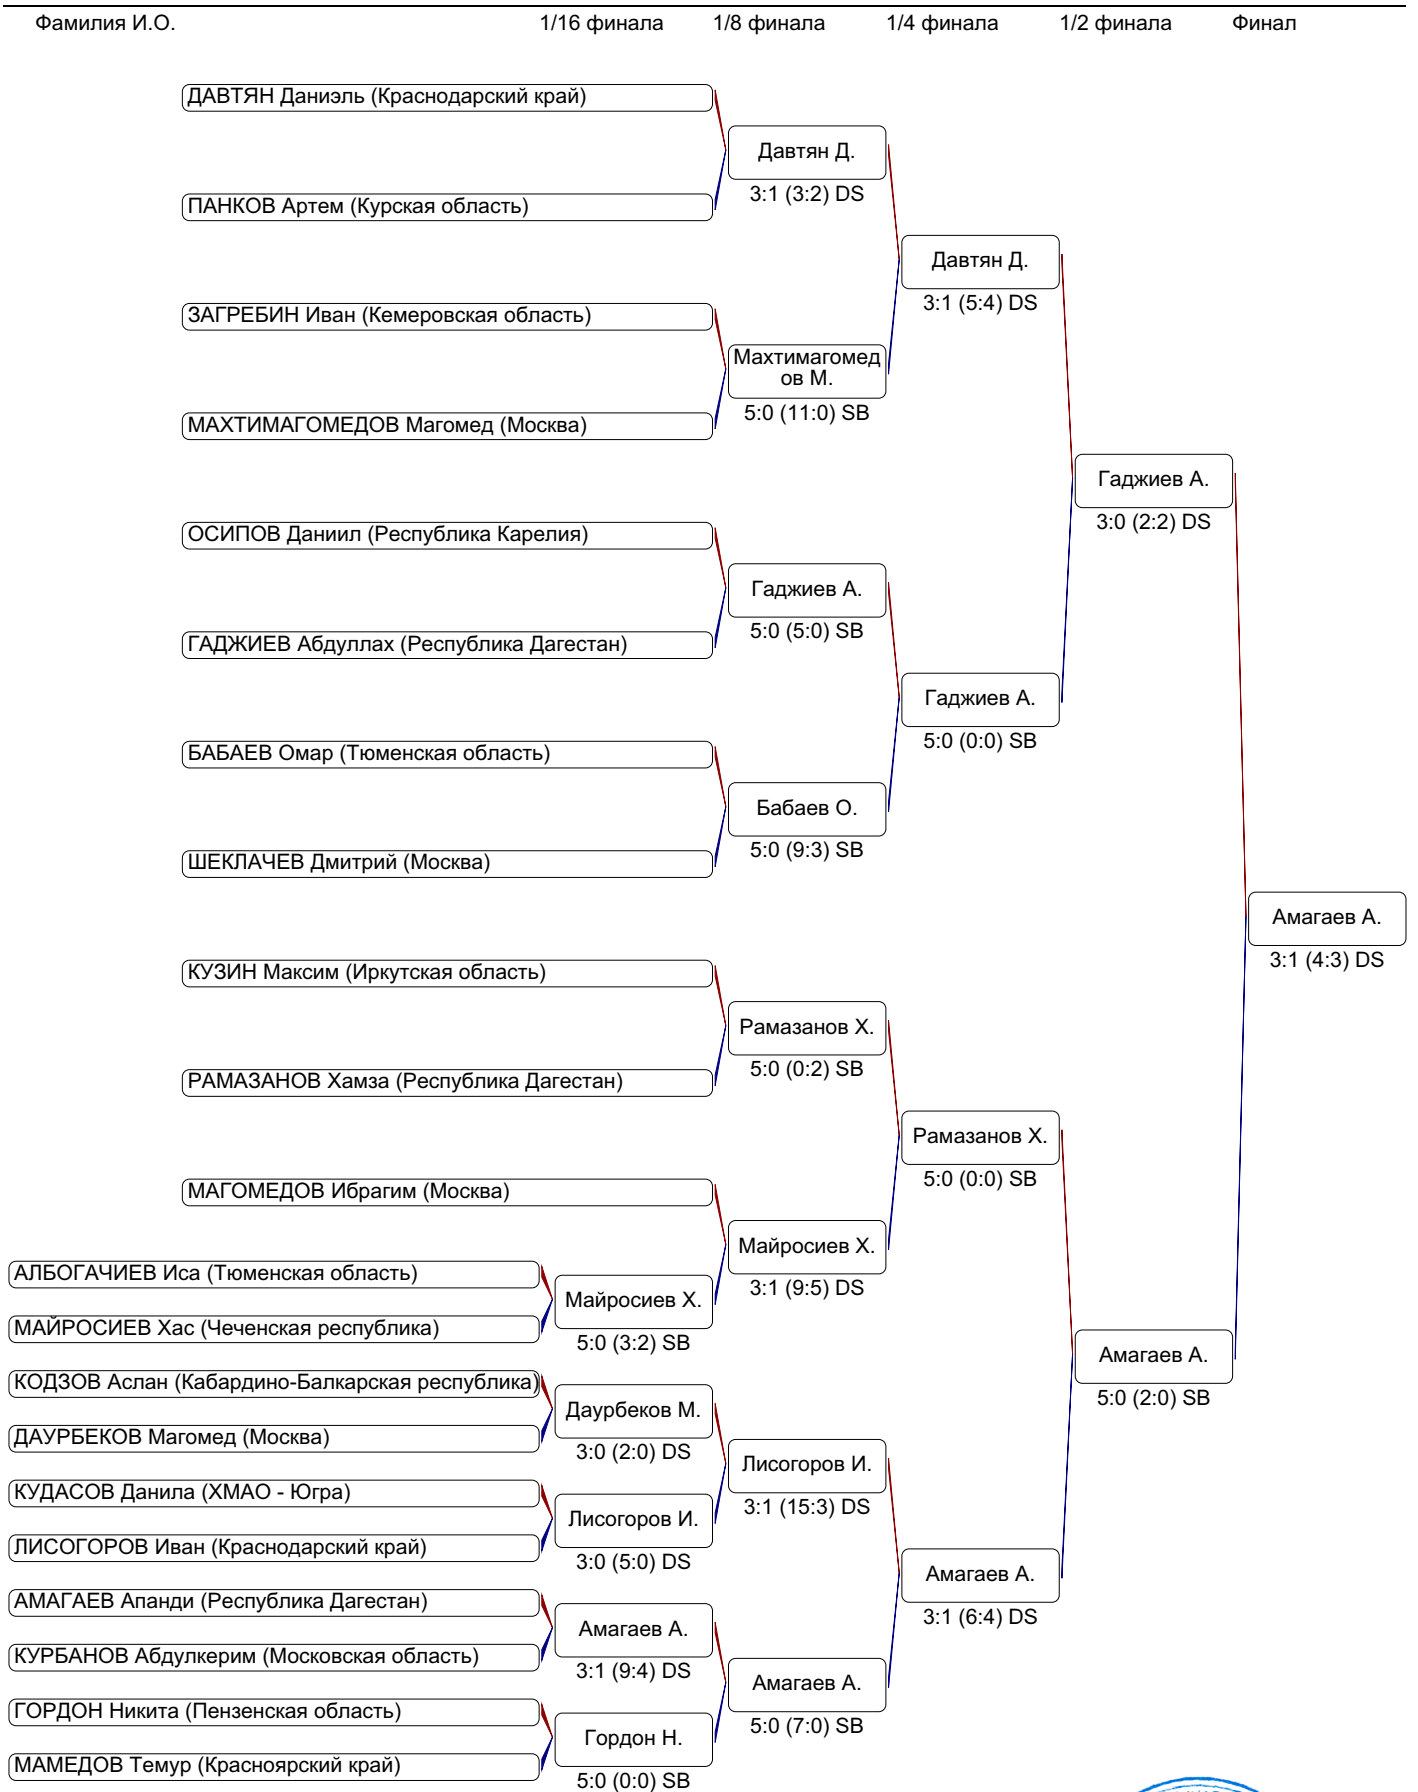 Фамилия И.О. 1/16 финала 1/8 финала 1/4 финала 1/2 финала Финал
ДАВТЯН Даниэль (Краснодарский край)
Давтян Д.
3:1 (3:2) DS
ПАНКОВ Артем (Курская область)
Давтян Д.
3:1 (5:4) DS
ЗАГРЕБИН Иван (Кемеровская область)
Махтимагомед
ов М.
5:0 (11:0) SB
МАХТИМАГОМЕДОВ Магомед (Москва)
Гаджиев А.
3:0 (2:2) DS
ОСИПОВ Даниил (Республика Карелия)
Гаджиев А.
5:0 (5:0) SB
ГАДЖИЕВ Абдуллах (Республика Дагестан)
Гаджиев А.
5:0 (0:0) SB
БАБАЕВ Омар (Тюменская область)
Бабаев О.
5:0 (9:3) SB
ШЕКЛАЧЕВ Дмитрий (Москва)
Амагаев А.
3:1 (4:3) DS
КУЗИН Максим (Иркутская область)
Рамазанов Х.
5:0 (0:2) SB
РАМАЗАНОВ Хамза (Республика Дагестан)
Рамазанов Х.
5:0 (0:0) SB
МАГОМЕДОВ Ибрагим (Москва)
Майросиев Х.
3:1 (9:5) DS
АЛБОГАЧИЕВ Иса (Тюменская область)
Майросиев Х.
5:0 (3:2) SB
МАЙРОСИЕВ Хас (Чеченская республика)
Амагаев А.
5:0 (2:0) SB
КОДЗОВ Аслан (Кабардино-Балкарская республика)
Даурбеков М.
3:0 (2:0) DS
ДАУРБЕКОВ Магомед (Москва)
Лисогоров И.
3:1 (15:3) DS
КУДАСОВ Данила (ХМАО - Югра)
Лисогоров И.
3:0 (5:0) DS
ЛИСОГОРОВ Иван (Краснодарский край)
Амагаев А.
3:1 (6:4) DS
АМАГАЕВ Апанди (Республика Дагестан)
Амагаев А.
3:1 (9:4) DS
КУРБАНОВ Абдулкерим (Московская область)
Амагаев А.
5:0 (7:0) SB
ГОРДОН Никита (Пензенская область)
Гордон Н.
5:0 (0:0) SB
МАМЕДОВ Темур (Красноярский край)